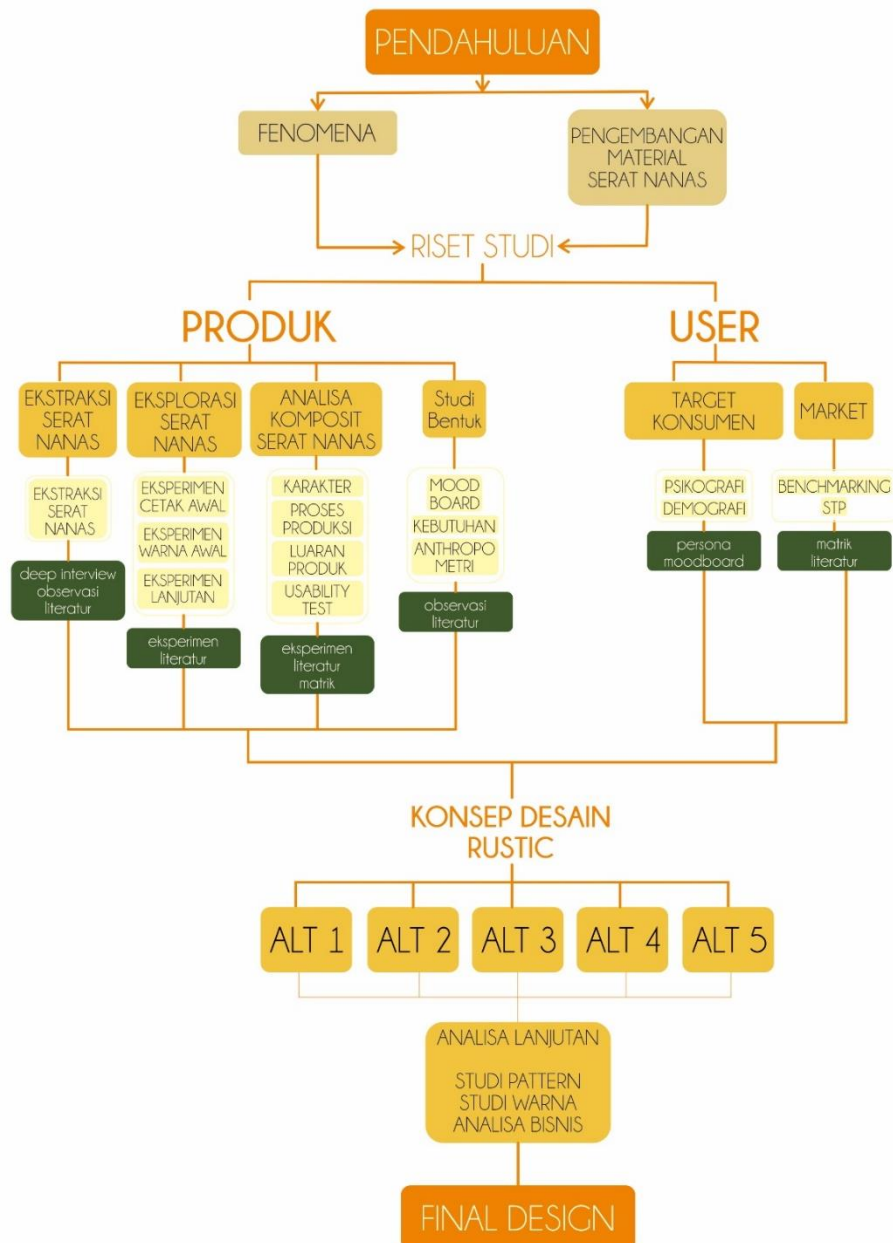 PENDAHULUAN
FENOMENA
PENGEMBANGAN
MATERIAL
SERAT NANAS
RISET STUDI
PRODUK
USER
EKSTRAKSI
SERAT
NANAS
EKSPLORASI
SERAT
NANAS
ANALISA
KOMPOSIT
SERAT NANAS
Studi
Bentuk
TARGET
KONSUMEN
MARKET
EKSTRAKSI
SERAT
NANAS
EKSPERIMEN
CETAK AWAL
EKSPERIMEN
WARNA AWAL
EKSPERIMEN
LANJUTAN
KARAKTER
PROSES
PRODUKSI
LUARAN
PRODUK
USABILITY
TEST
MOOD
BOARD
KEBUTUHAN
ANTHROPO
METRI
PSIKOGRAFI
DEMOGRAFI
BENCHMARKING
STP
deep interview
observasi
literatur
eksperimen
literatur
eksperimen
literatur
matrik
observasi
literatur
persona
moodboard
matrik
literatur
KONSEP DESAIN
RUSTIC
ALT 1
ALT 2
ALT 3
ALT 4
ALT 5
ANALISA LANJUTAN
STUDI PATTERN
STUDI WARNA
ANALISA BISNIS
FINAL DESIGN